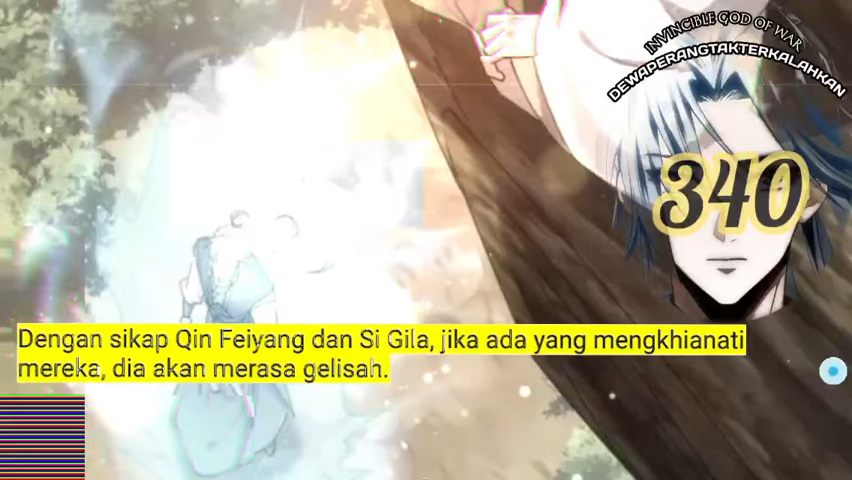 INVINCIBLE GOD OF WAR
DEWAPERANGTAKTERKALAHKAN
340
Dengan sikap Qin Feiyang dan Si Gila, jika ada yang mengkhianati
mereka, dia akan merasa gelisah.